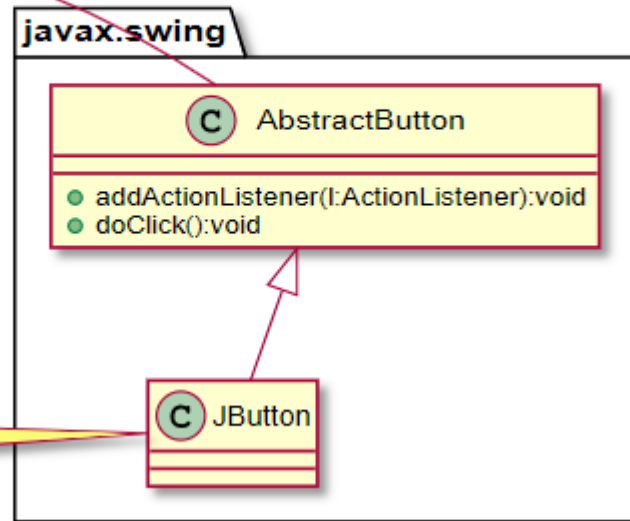 javax.swing
C AbstractButton
addActionListener(l:ActionListener):void
doClick():void
C JButton